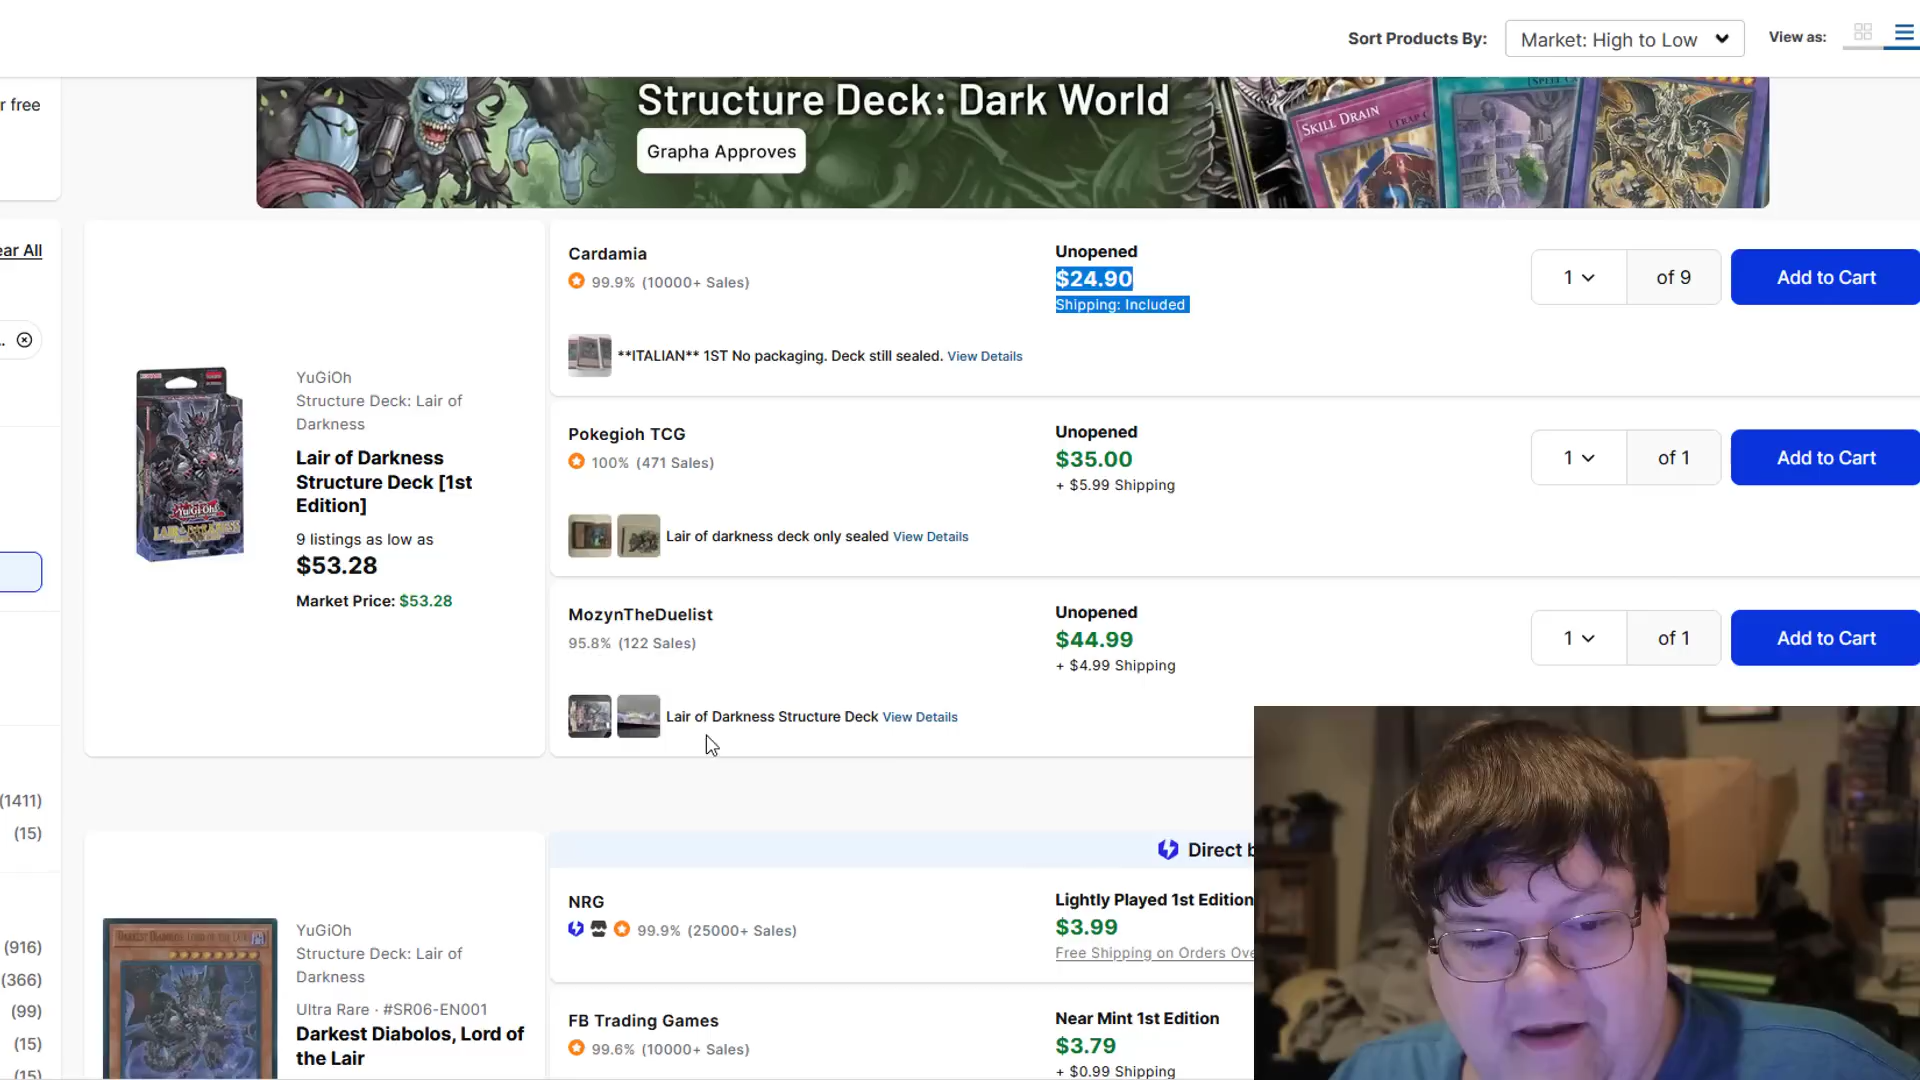 Sort Products By:
Market: High to Low
View as:
r free
Structure Deck: Dark World
Grapha Approves
SKILL DRAIN
ear All
Cardamia
99.9% (10000+ Sales)
Unopened
$24.90
Shipping: Included
1
of 9
Add to Cart
**ITALIAN** 1ST No packaging. Deck still sealed. View Details
YuGiOh
Structure Deck: Lair of
Darkness
Lair of Darkness
Structure Deck [1st
Edition]
9 listings as low as
$53.28
Market Price: $53.28
Pokegioh TCG
100% (471 Sales)
Unopened
$35.00
+ $5.99 Shipping
1
of 1
Add to Cart
Lair of darkness deck only sealed View Details
MozynTheDuelist
95.8% (122 Sales)
Unopened
$44.99
+ $4.99 Shipping
1
of 1
Add to Cart
Lair of Darkness Structure Deck View Details
(1411)
(15)
(916)
(366)
(99)
(15)
(15)
Direct b
NRG
99.9% (25000+ Sales)
Lightly Played 1st Edition
$3.99
Free Shipping on Orders Ove
YuGiOh
Structure Deck: Lair of
Darkness
Ultra Rare · #SR06-EN001
Darkest Diabolos, Lord of
the Lair
FB Trading Games
99.6% (10000+ Sales)
Near Mint 1st Edition
$3.79
+ $0.99 Shipping